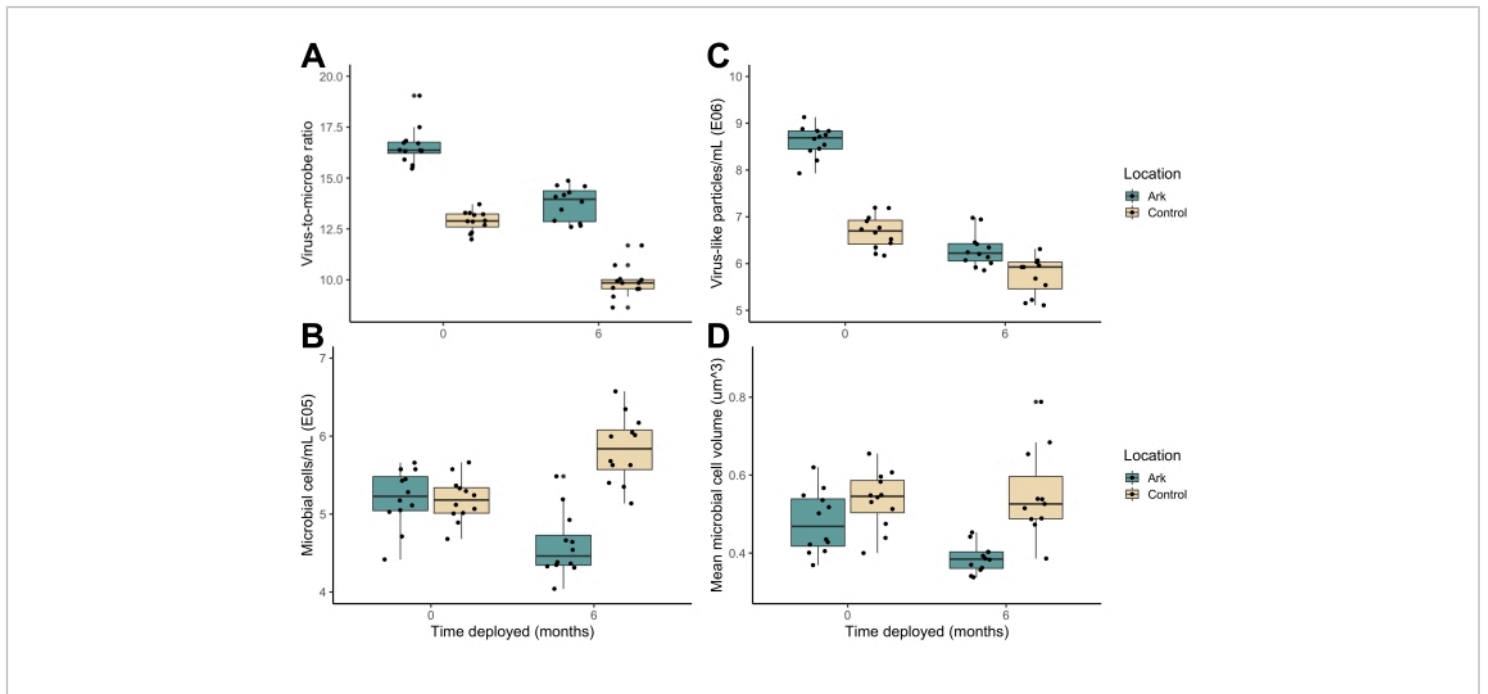 A
Virus-to-microbe ratio
20.0
17.5
15.0
12.5
10.0
0
6
B
Microbial cells/mL (E05)
7
6
5
4
0
6
Time deployed (months)
C
Virus-like particles/mL (E06)
10
9
8
7
6
5
0
6
Location
Ark
Control
D
Mean microbial cell volume (um^3)
0.8
0.6
0.4
0
6
Time deployed (months)
Location
Ark
Control